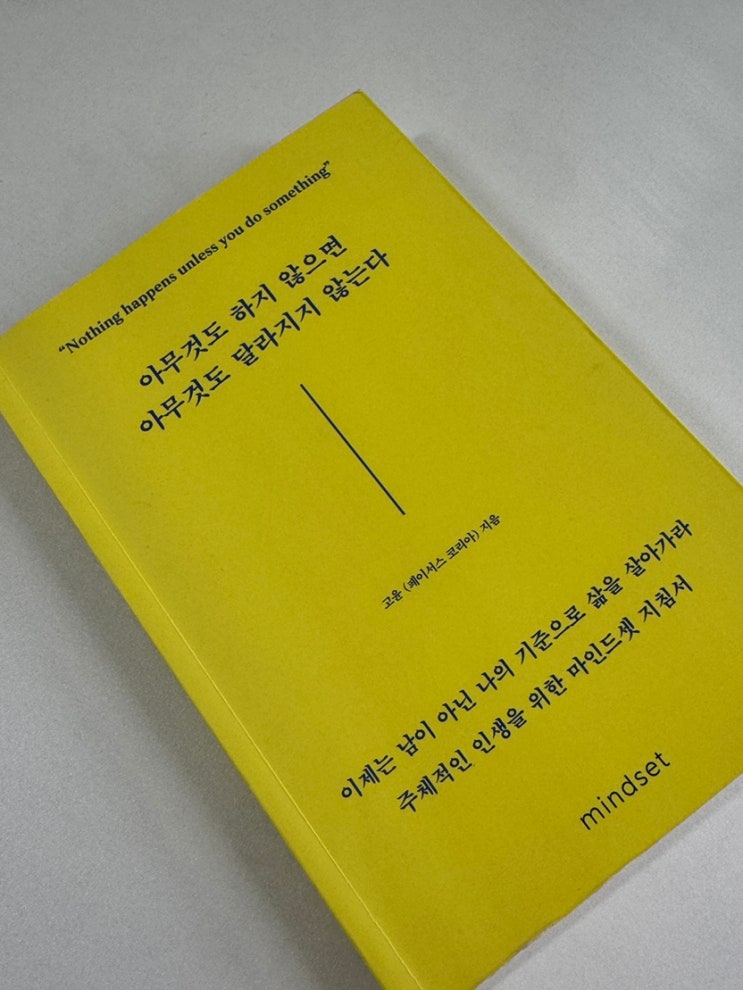 “Nothing happens unless you do something”
아무것도 하지 않으면
아무것도 달라지지 않는다
고윤 (페이서스 코리아) 지음
이제는 남이 아닌 나의 기준으로 삶을 살아가라
주체적인 인생을 위한 마인드셋 지침서
mindset